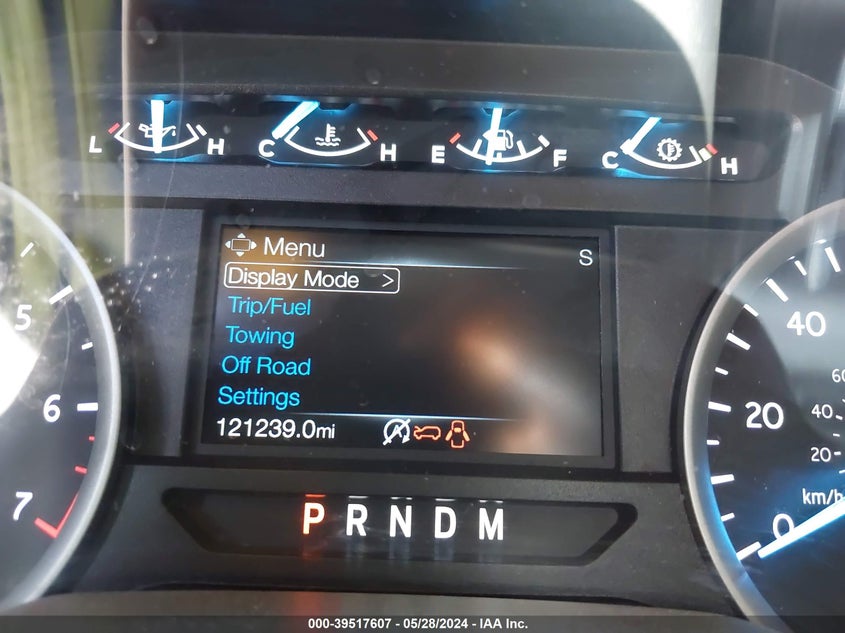 L H C H E F C H
Menu S
Display Mode >
Trip/Fuel
Towing
Off Road
Settings
121239.0mi
P R N D M
5
6
7
40
20
0
60
40
20
km/h
000-39517607 - 05/28/2024 - IAA Inc.